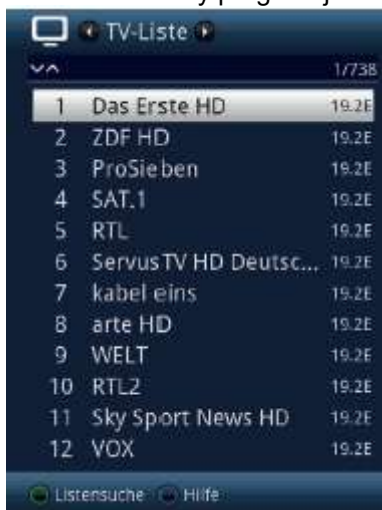 TV-Liste
1/738
1 Das Erste HD 19.2E
2 ZDF HD 19.2E
3 ProSieben 19.2E
4 SAT.1 19.2E
5 RTL 19.2E
6 ServusTV HD Deutsc... 19.2E
7 kabel eins 19.2E
8 arte HD 19.2E
9 WELT 19.2E
10 RTL2 19.2E
11 Sky Sport News HD 19.2E
12 VOX 19.2E
Listensuche Hilfe